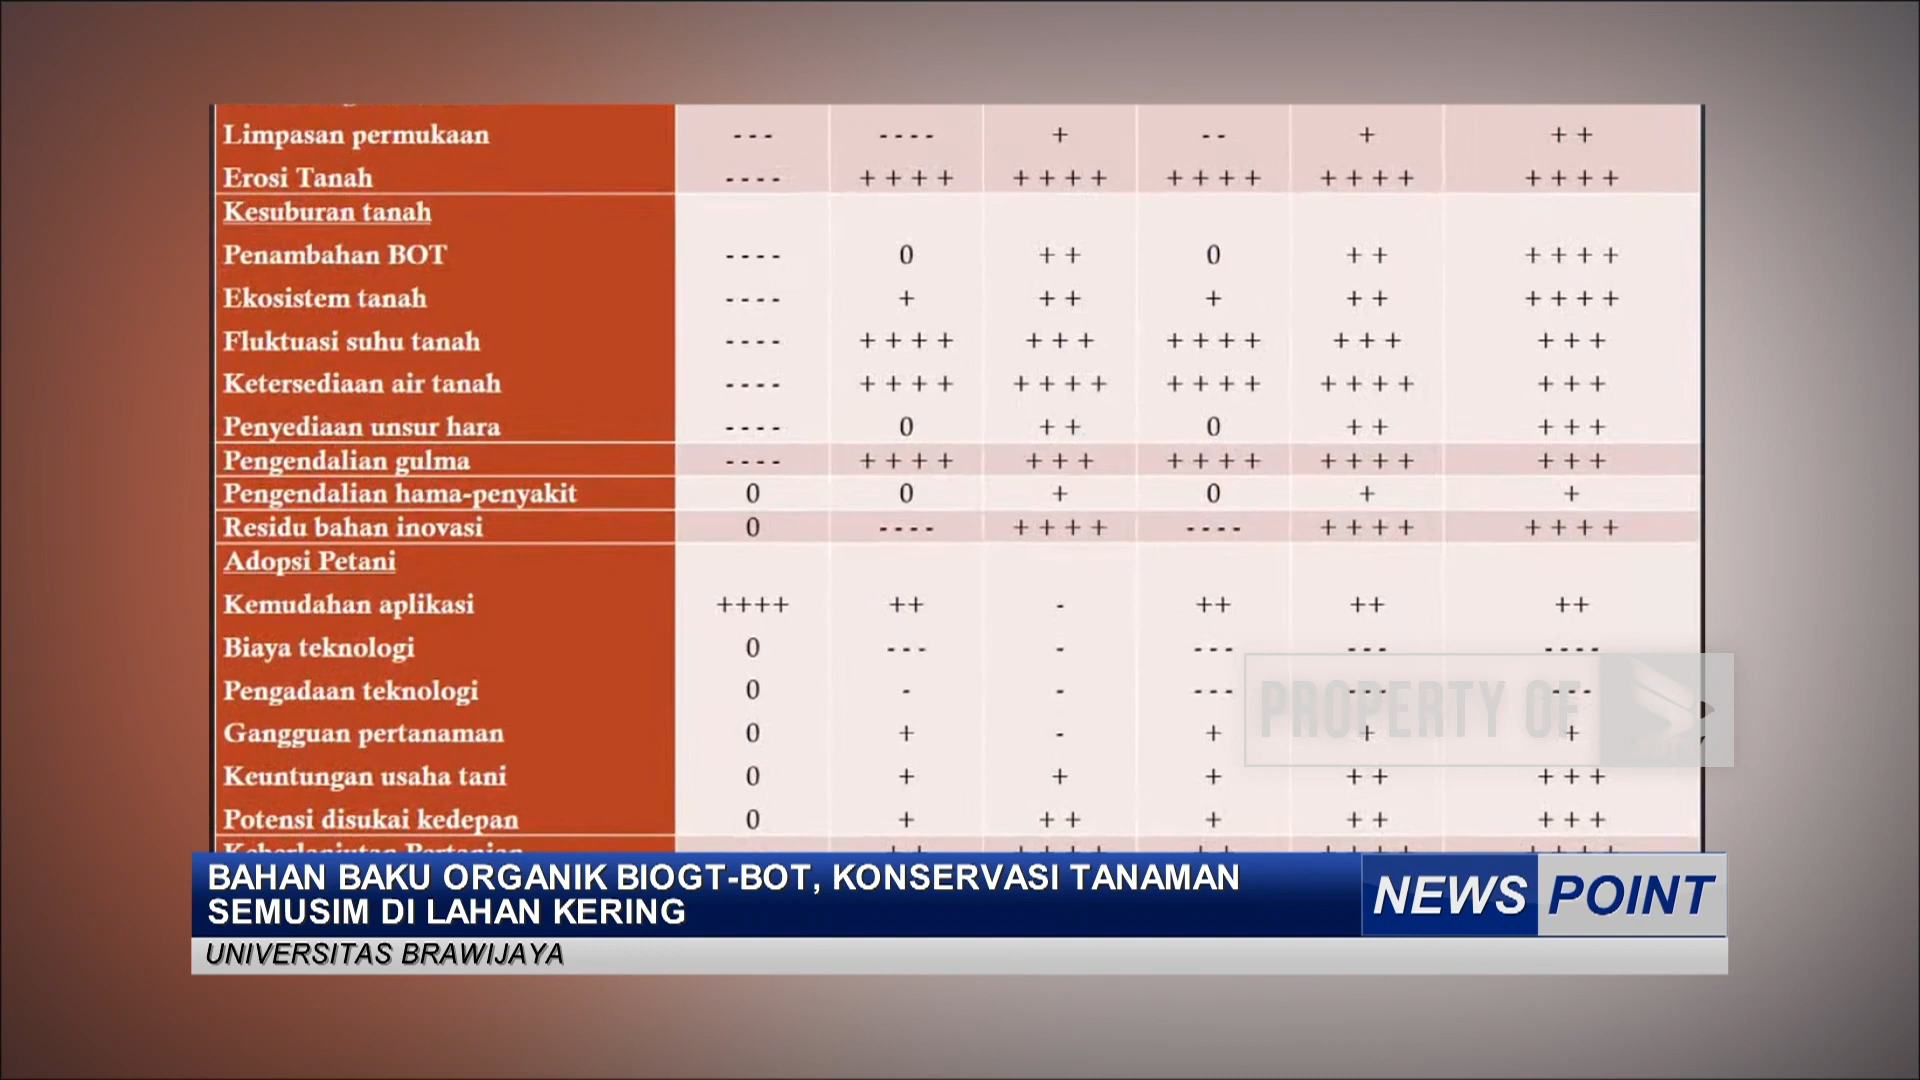 Limpasan permukaan --- ---- + -- + ++
Erosi Tanah ---- ++++ ++++ ++++ ++++ ++++
Kesuburan tanah
Penambahan BOT ---- 0 ++ 0 ++ ++++
Ekosistem tanah ---- + ++ + ++ ++++
Fluktuasi suhu tanah ---- ++++ +++ ++++ +++ +++
Ketersediaan air tanah ---- ++++ ++++ ++++ ++++ +++
Penyediaan unsur hara ---- 0 ++ 0 ++ +++
Pengendalian gulma ---- ++++ +++ ++++ ++++ +++
Pengendalian hama-penyakit 0 0 + 0 + +
Residu bahan inovasi 0 ---- ++++ ---- ++++ ++++
Adopsi Petani
Kemudahan aplikasi ++++ ++ - ++ ++ ++
Biaya teknologi 0 --- - --- --- ----
Pengadaan teknologi 0 - - --- --- ---
Gangguan pertanaman 0 + - + + +
Keuntungan usaha tani 0 + + + ++ +++
Potensi disukai kedepan 0 + ++ + ++ +++
PROPERTY OF
BAHAN BAKU ORGANIK BIOGT-BOT, KONSERVASI TANAMAN
SEMUSIM DI LAHAN KERING
NEWS POINT
UNIVERSITAS BRAWIJAYA